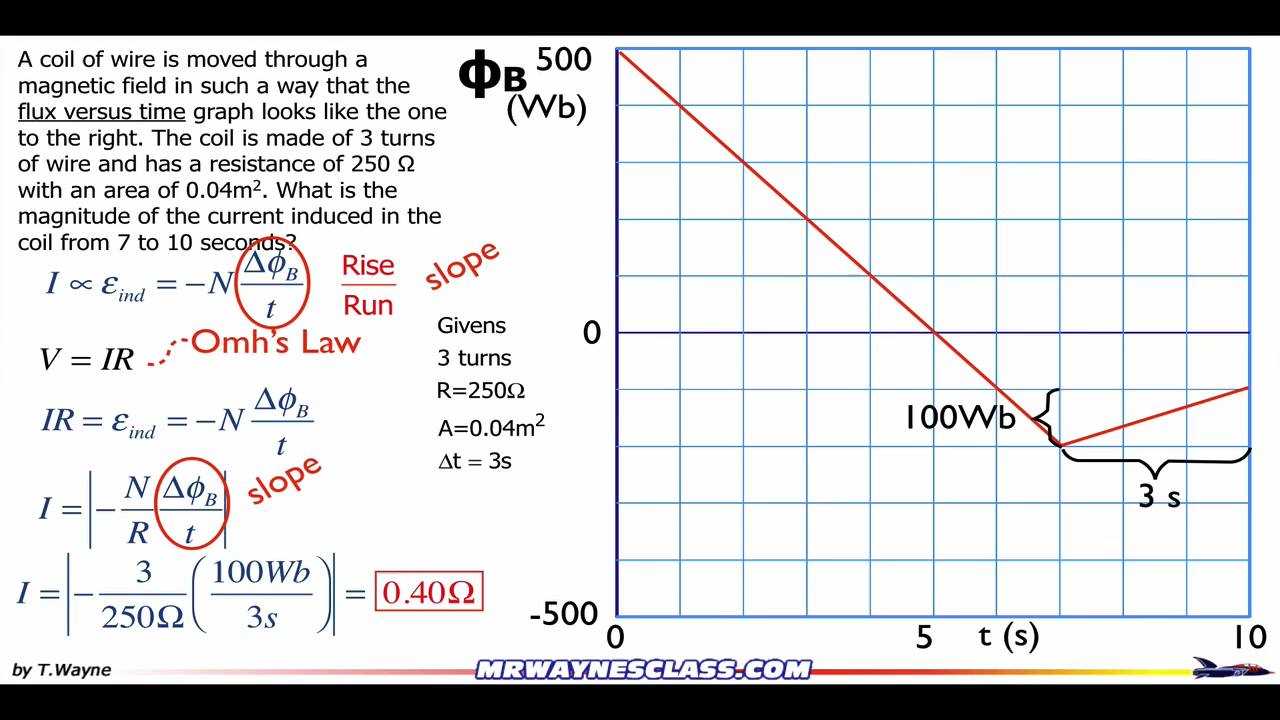 A coil of wire is moved through a
magnetic field in such a way that the
flux versus time graph looks like the one
to the right. The coil is made of 3 turns
of wire and has a resistance of 250 Ω
with an area of 0.04m². What is the
magnitude of the current induced in the
coil from 7 to 10 seconds?
I ∝ ε_ind = −N Δϕ_B / t
Rise
Run
slope
V = IR
Omh's Law
IR = ε_ind = −N Δϕ_B / t
I = |− N/R Δϕ_B / t|
slope
I = |− 3/250Ω (100Wb/3s)| = 0.40Ω
Givens
3 turns
R=250Ω
A=0.04m²
Δt = 3s
ϕ_B
(Wb)
500
0
-500
100Wb
3 s
0
5
t (s)
10
by T.Wayne
MRWAYNESCLASS.COM